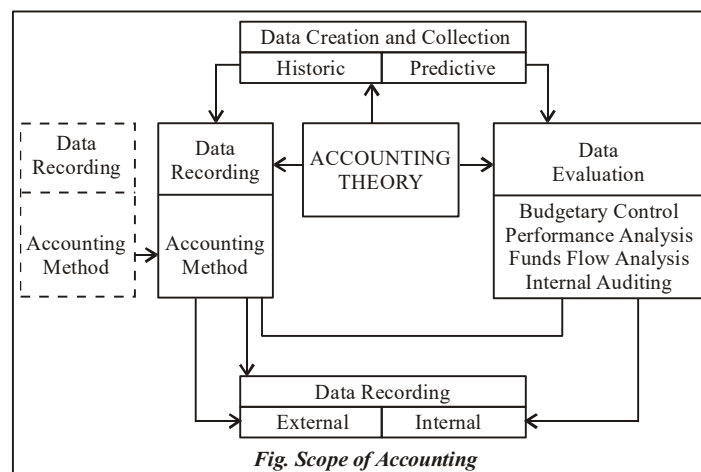 Data Creation and Collection
Historic
Predictive
Data
Recording
Accounting
Method
Data
Recording
Accounting
Method
ACCOUNTING
THEORY
Data
Evaluation
Budgetary Control
Performance Analysis
Funds Flow Analysis
Internal Auditing
Data Recording
External
Internal
Fig. Scope of Accounting